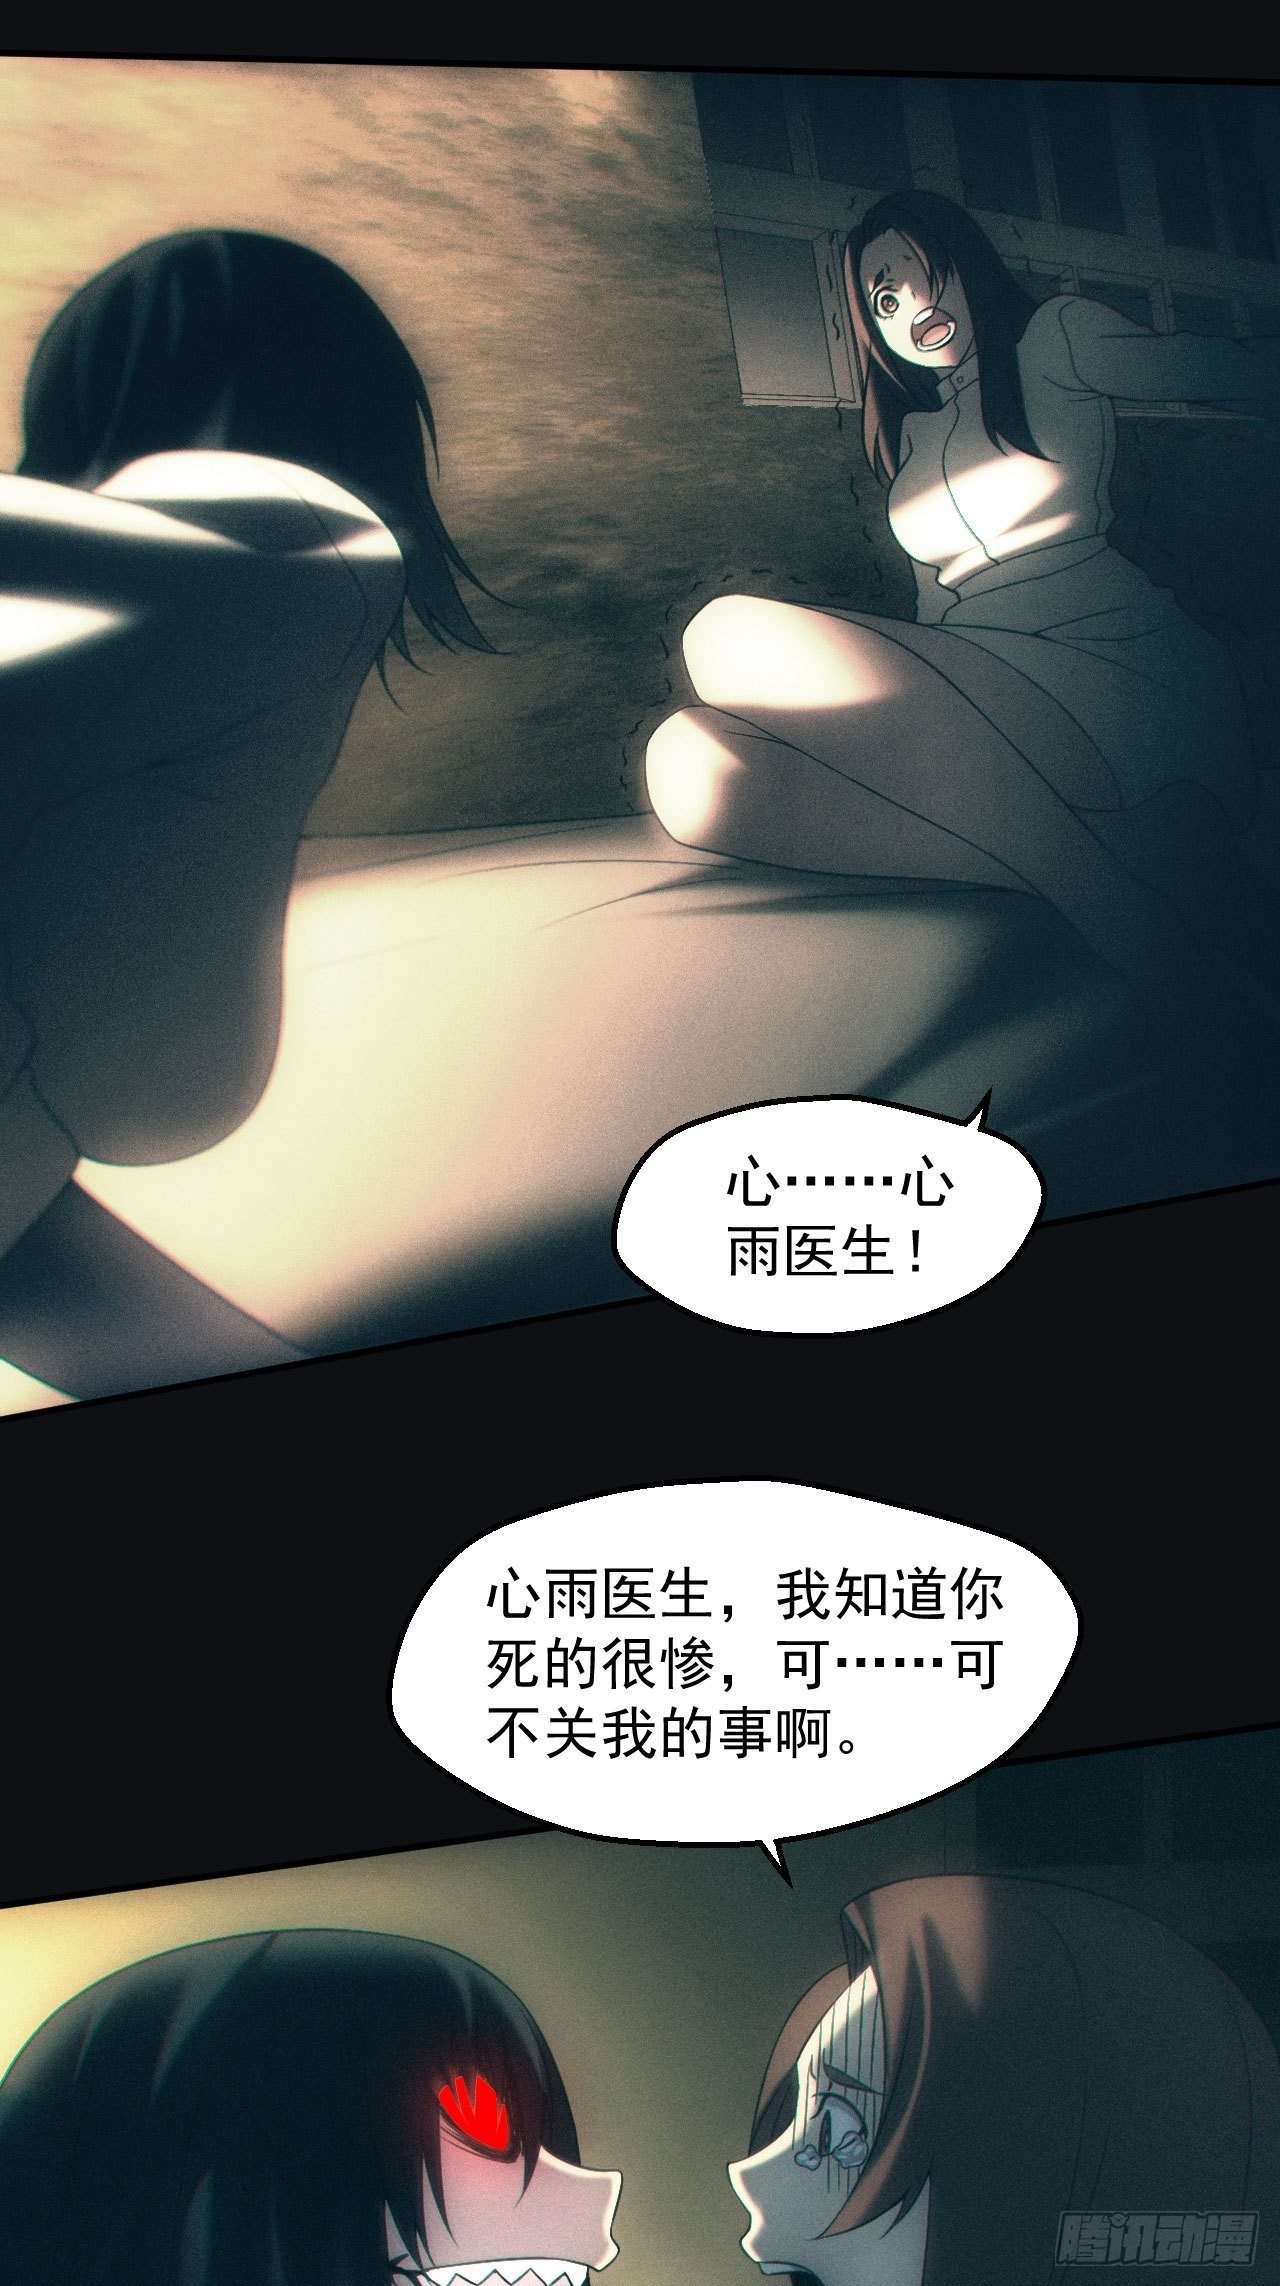 心……心
雨医生！
心雨医生，我知道你
死的很惨，可……可
不关我的事啊。
腾讯动漫